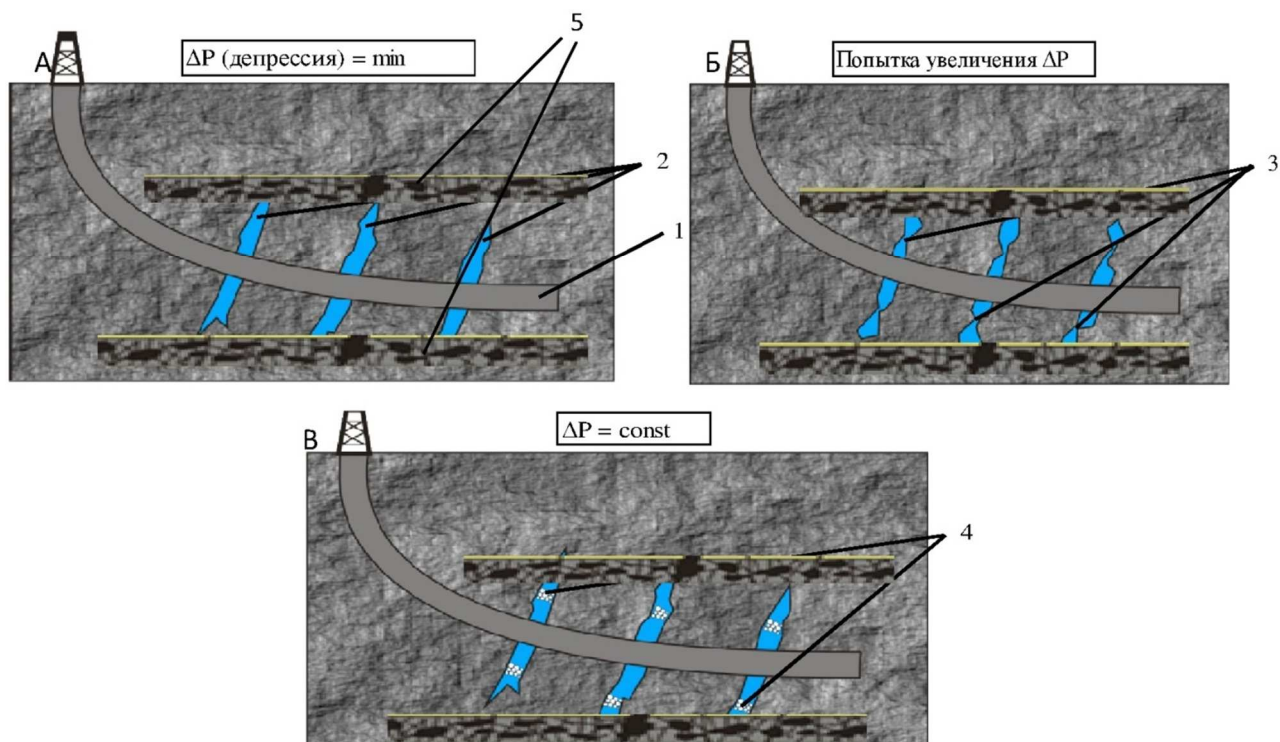 А
ΔP (депрессия) = min
5
2
1
Б
Попытка увеличения ΔP
3
В
ΔP = const
4